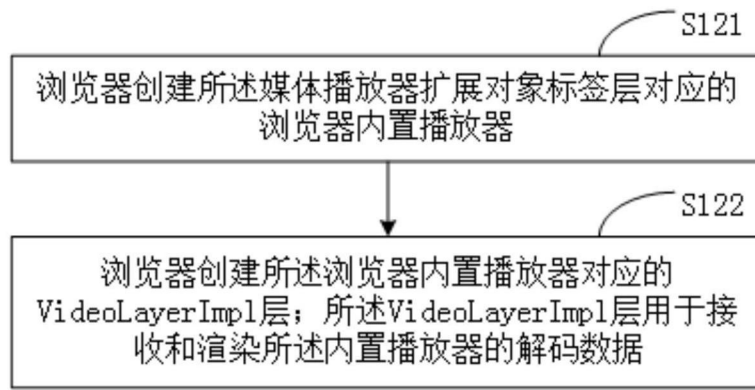 S121
浏览器创建所述媒体播放器扩展对象标签层对应的
浏览器内置播放器
S122
浏览器创建所述浏览器内置播放器对应的
VideoLayerImpl层；所述VideoLayerImpl层用于接
收和渲染所述内置播放器的解码数据